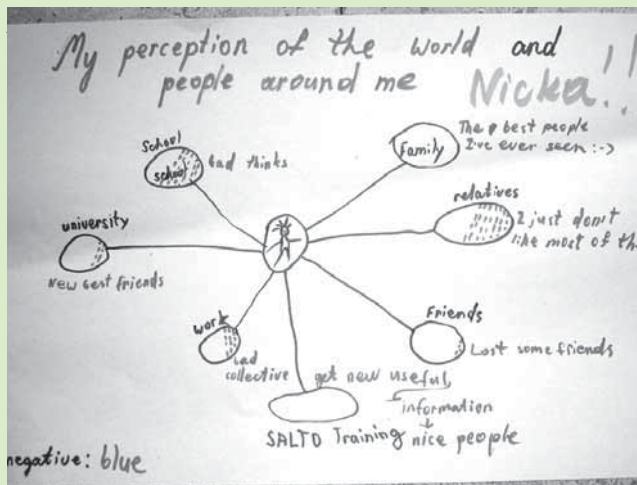 My perception of the world and
people around me Nicka!!
School
school
bad thinks
Family
The best people
I've ever seen :->
relatives
I just don't
like most of th
university
New best friends
Friends
Lost some friends
work
bad
collective
get new useful
information
nice people
SALTO Training
negative: blue